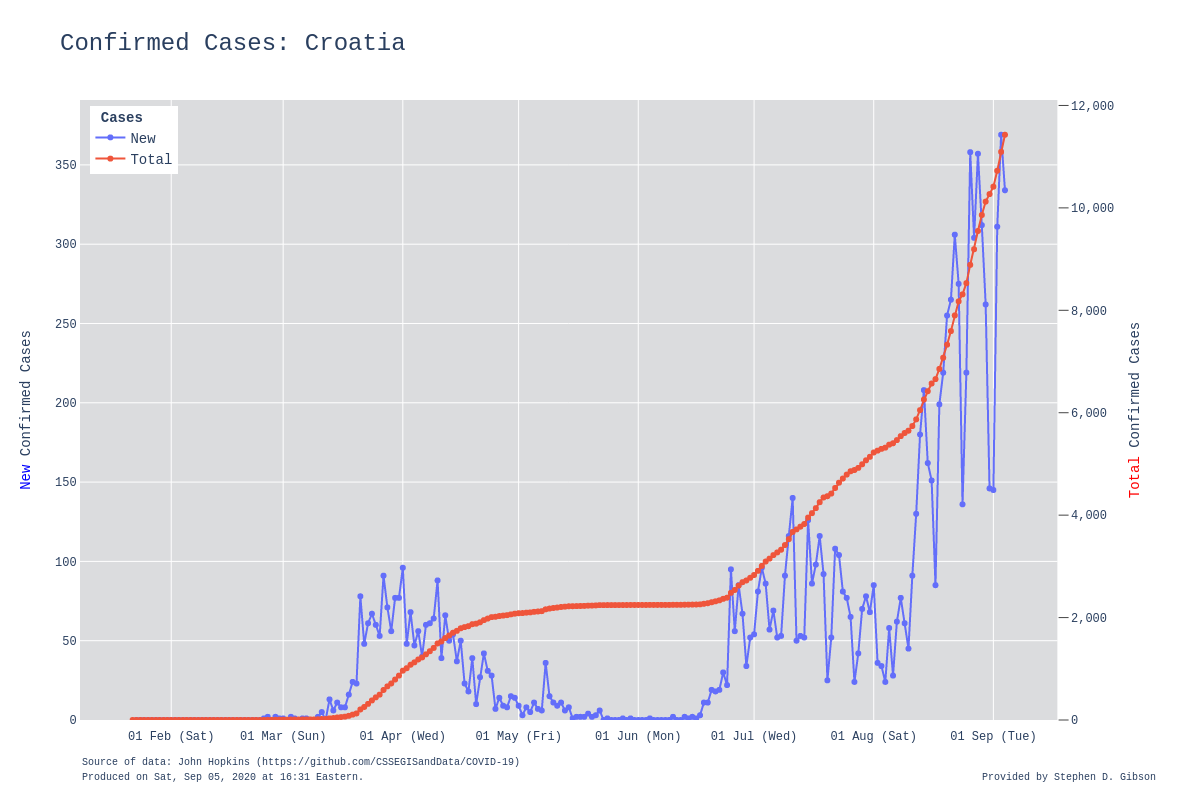 Confirmed Cases: Croatia
Cases
New
Total
350
300
250
200
150
100
50
0
12,000
10,000
8,000
6,000
4,000
2,000
0
New Confirmed Cases
Total Confirmed Cases
01 Feb (Sat)
01 Mar (Sun)
01 Apr (Wed)
01 May (Fri)
01 Jun (Mon)
01 Jul (Wed)
01 Aug (Sat)
01 Sep (Tue)
Source of data: John Hopkins (https://github.com/CSSEGISandData/COVID-19)
Produced on Sat, Sep 05, 2020 at 16:31 Eastern.
Provided by Stephen D. Gibson